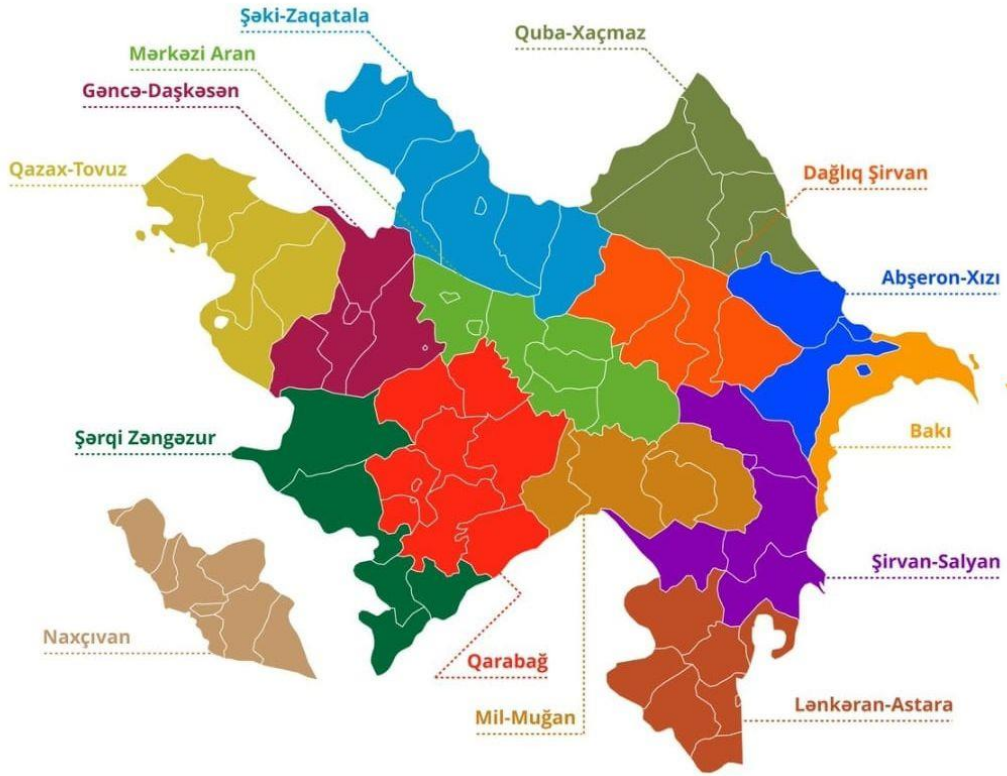 Şəki-Zaqatala
Quba-Xaçmaz
Mərkəzi Aran
Gəncə-Daşkəsən
Qazax-Tovuz
Dağlıq Şirvan
Abşeron-Xızı
Şərqi Zəngəzur
Bakı
Şirvan-Salyan
Naxçıvan
Qarabağ
Lənkəran-Astara
Mil-Muğan